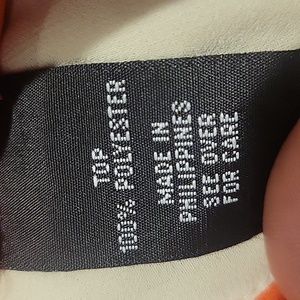 TOP
100% POLYESTER
MADE IN
PHILIPPINES
SEE OVER
FOR CARE